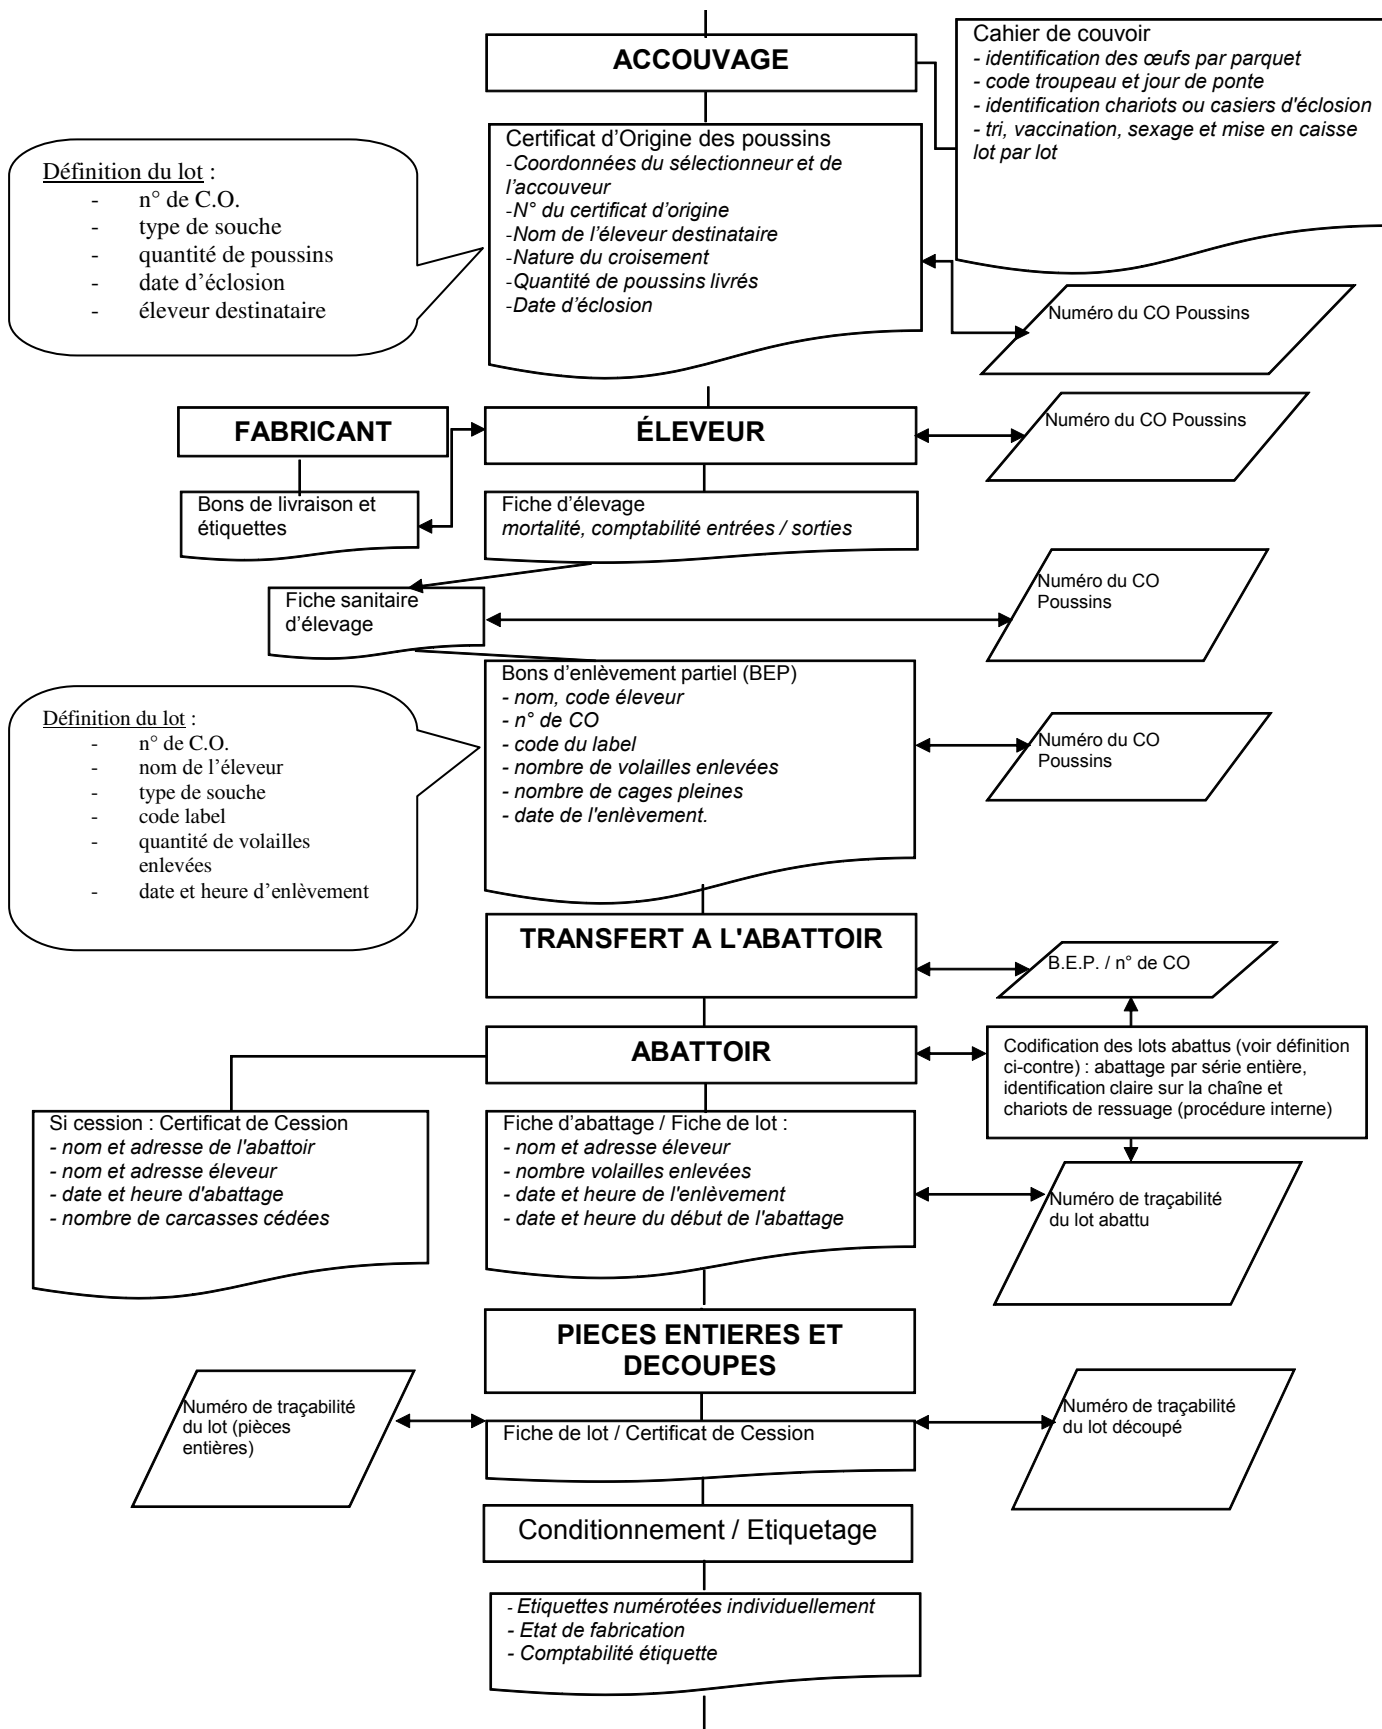 ACCOUVAGE
Cahier de couvoir
- identification des œufs par parquet
- code troupeau et jour de ponte
- identification chariots ou casiers d'éclosion
- tri, vaccination, sexage et mise en caisse
lot par lot
Certificat d’Origine des poussins
-Coordonnées du sélectionneur et de
l’accouveur
-N° du certificat d’origine
-Nom de l’éleveur destinataire
-Nature du croisement
-Quantité de poussins livrés
-Date d’éclosion
Définition du lot :
- n° de C.O.
- type de souche
- quantité de poussins
- date d’éclosion
- éleveur destinataire
Numéro du CO Poussins
FABRICANT
ÉLEVEUR
Numéro du CO Poussins
Bons de livraison et
étiquettes
Fiche d’élevage
mortalité, comptabilité entrées / sorties
Fiche sanitaire
d’élevage
Numéro du CO
Poussins
Bons d’enlèvement partiel (BEP)
- nom, code éleveur
- n° de CO
- code du label
- nombre de volailles enlevées
- nombre de cages pleines
- date de l'enlèvement.
Définition du lot :
- n° de C.O.
- nom de l’éleveur
- type de souche
- code label
- quantité de volailles
enlevées
- date et heure d’enlèvement
Numéro du CO
Poussins
TRANSFERT A L'ABATTOIR
B.E.P. / n° de CO
ABATTOIR
Codification des lots abattus (voir définition
ci-contre) : abattage par série entière,
identification claire sur la chaîne et
chariots de ressuage (procédure interne)
Si cession : Certificat de Cession
- nom et adresse de l'abattoir
- nom et adresse éleveur
- date et heure d'abattage
- nombre de carcasses cédées
Fiche d’abattage / Fiche de lot :
- nom et adresse éleveur
- nombre volailles enlevées
- date et heure de l'enlèvement
- date et heure du début de l'abattage
Numéro de traçabilité
du lot abattu
PIECES ENTIERES ET
DECOUPES
Numéro de traçabilité
du lot (pièces
entières)
Fiche de lot / Certificat de Cession
Numéro de traçabilité
du lot découpé
Conditionnement / Etiquetage
- Etiquettes numérotées individuellement
- Etat de fabrication
- Comptabilité étiquette